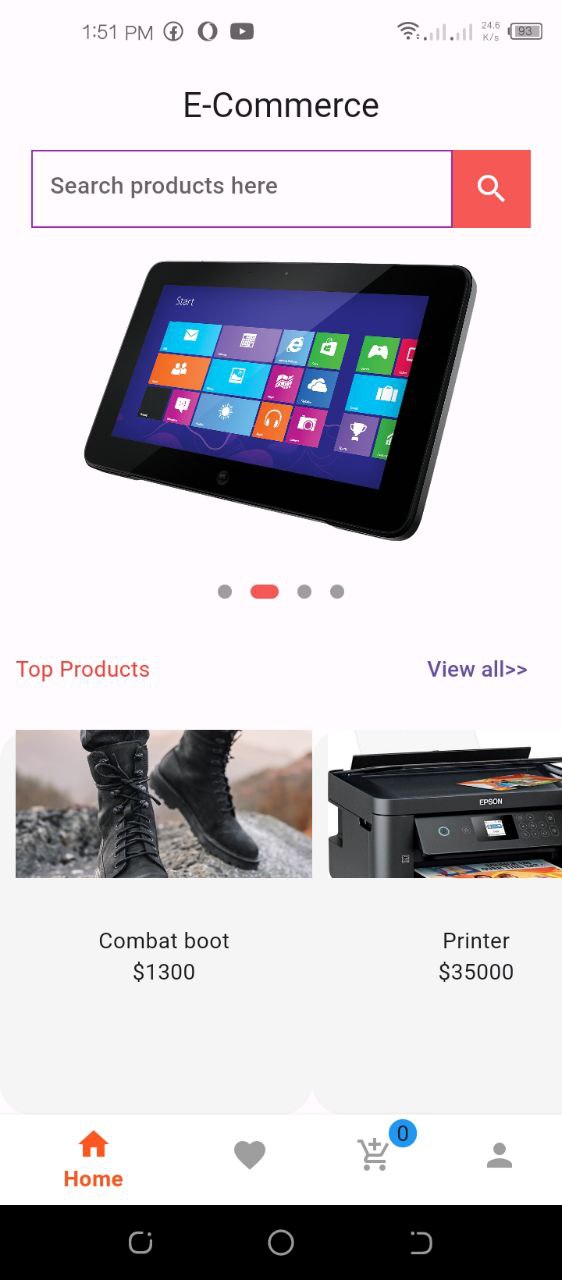 1:51 PM
24.6
K/s
93
E-Commerce
Search products here
Start
Top Products
View all>>
EPSON
Combat boot
$1300
Printer
$35000
0
Home